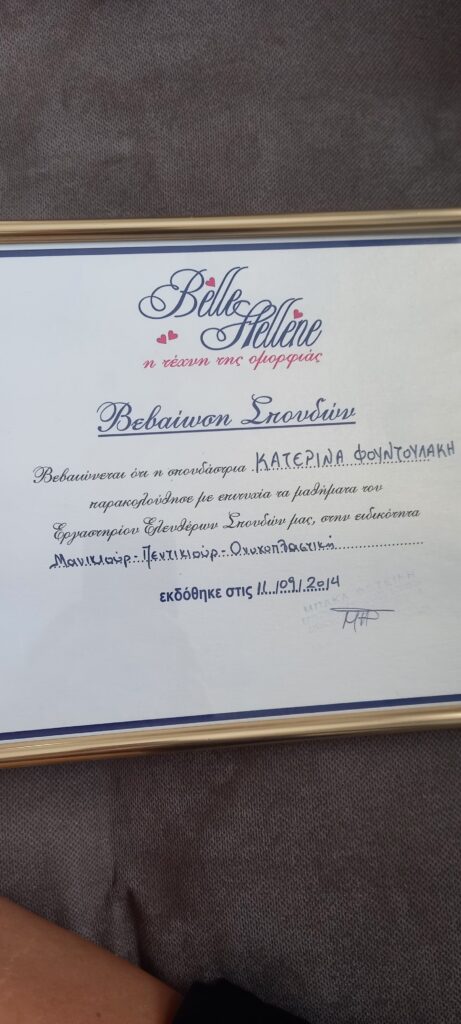 Belle
Hellène
η τέχνη της ομορφιάς
Βεβαίωση Σπουδών
Βεβαιώνεται ότι η σπουδάστρια ΚΑΤΕΡΙΝΑ ΦΟΥΝΤΟΥΛΑΚΗ
παρακολούθησε με επιτυχία τα μαθήματα του
Εργαστηρίου Ελευθέρων Σπουδών μας, στην ειδικότητα
Μανικιούρ - Πεντικιούρ - Ονυχοπλαστική
εκδόθηκε στις 11/09/2014